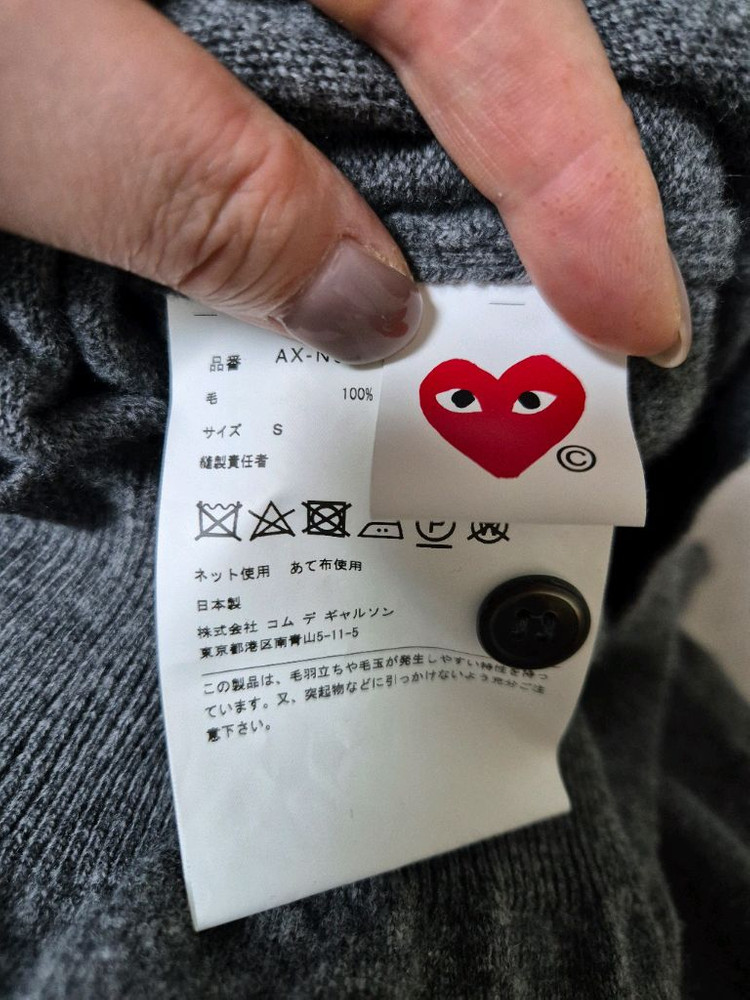 品番 AX-N
毛 100%
サイズ S
縫製責任者
©
P
W
ネット使用 あて布使用
日本製
株式会社 コム デ ギャルソン
東京都港区南青山5-11-5
この製品は、毛羽立ちや毛玉が発生しやすい特性を持っ
ています。又、突起物などに引っかけないよう充分ご注
意下さい。